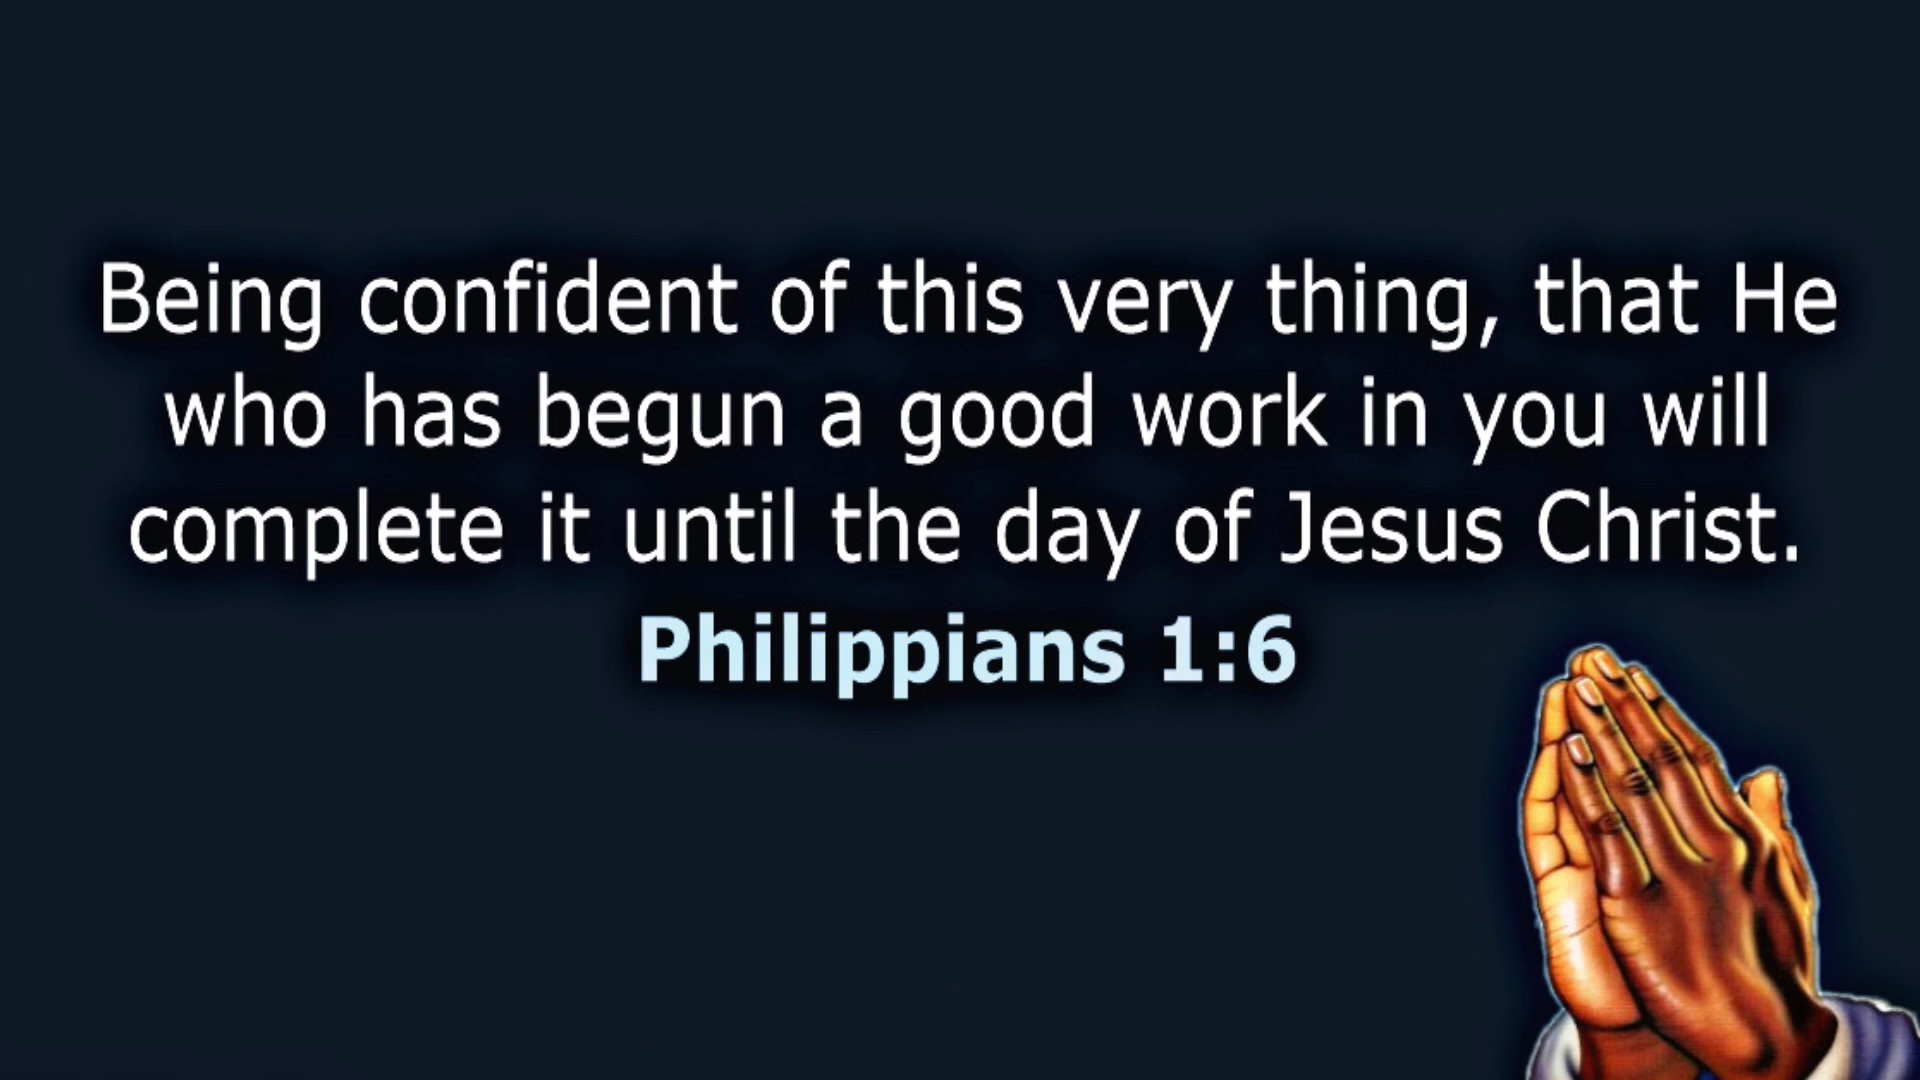 Being confident of this very thing, that He
who has begun a good work in you will
complete it until the day of Jesus Christ.
Philippians 1:6